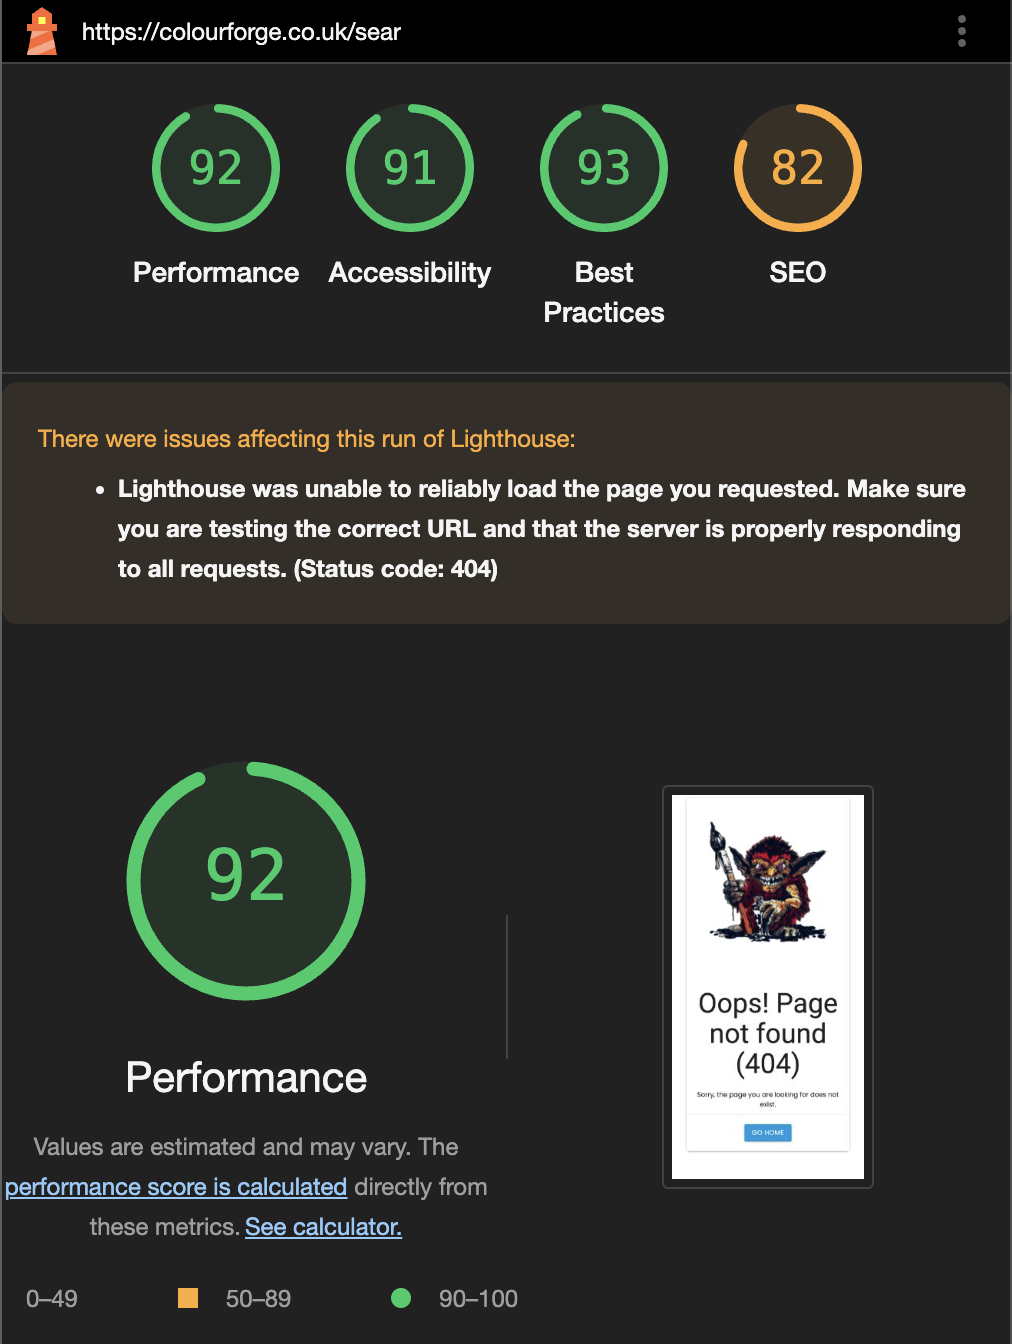 https://colourforge.co.uk/sear
92
91
93
82
Performance
Accessibility
Best
Practices
SEO
There were issues affecting this run of Lighthouse:
• Lighthouse was unable to reliably load the page you requested. Make sure
you are testing the correct URL and that the server is properly responding
to all requests. (Status code: 404)
92
Performance
Values are estimated and may vary. The
performance score is calculated directly from
these metrics. See calculator.
Oops! Page
not found
(404)
Sorry, the page you are looking for does not
exist.
GO HOME
0–49
50–89
90–100